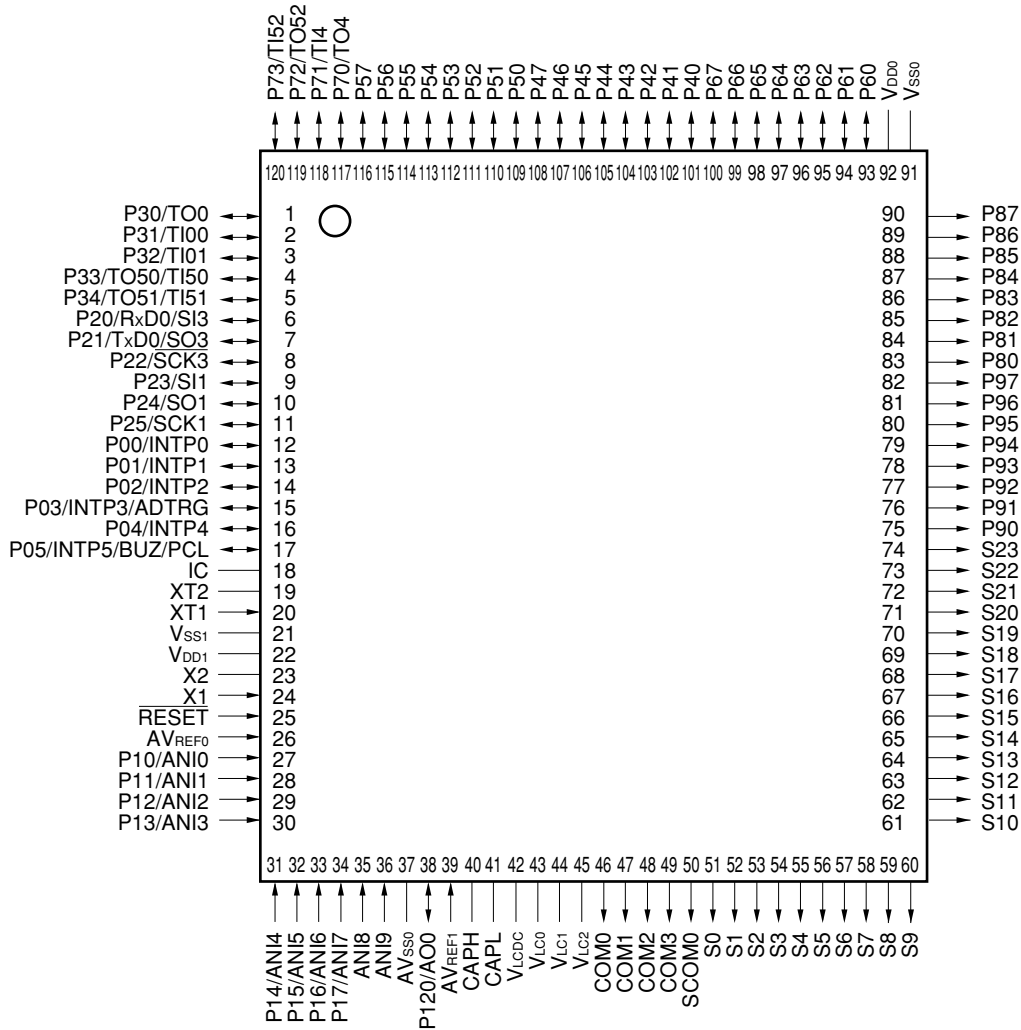 P73/TI52
P72/TO52
P71/TI4
P70/TO4
P57
P56
P55
P54
P53
P52
P51
P50
P47
P46
P45
P44
P43
P42
P41
P40
P67
P66
P65
P64
P63
P62
P61
P60
VDD0
VSS0
120 119 118 117 116 115 114 113 112 111 110 109 108 107 106 105 104 103 102 101 100 99 98 97 96 95 94 93 92 91
P30/TO0 1 90 P87
P31/TI00 2 89 P86
P32/TI01 3 88 P85
P33/TO50/TI50 4 87 P84
P34/TO51/TI51 5 86 P83
P20/RxD0/SI3 6 85 P82
P21/TxD0/SO3 7 84 P81
P22/SCK3 8 83 P80
P23/SI1 9 82 P97
P24/SO1 10 81 P96
P25/SCK1 11 80 P95
P00/INTP0 12 79 P94
P01/INTP1 13 78 P93
P02/INTP2 14 77 P92
P03/INTP3/ADTRG 15 76 P91
P04/INTP4 16 75 P90
P05/INTP5/BUZ/PCL 17 74 S23
IC 18 73 S22
XT2 19 72 S21
XT1 20 71 S20
VSS1 21 70 S19
VDD1 22 69 S18
X2 23 68 S17
X1 24 67 S16
RESET 25 66 S15
AVREF0 26 65 S14
P10/ANI0 27 64 S13
P11/ANI1 28 63 S12
P12/ANI2 29 62 S11
P13/ANI3 30 61 S10
31 32 33 34 35 36 37 38 39 40 41 42 43 44 45 46 47 48 49 50 51 52 53 54 55 56 57 58 59 60
P14/ANI4
P15/ANI5
P16/ANI6
P17/ANI7
ANI8
ANI9
AVSS0
P120/AO0
AVREF1
CAPH
CAPL
VLCDC
VLC0
VLC1
VLC2
COM0
COM1
COM2
COM3
SCOM0
S0
S1
S2
S3
S4
S5
S6
S7
S8
S9